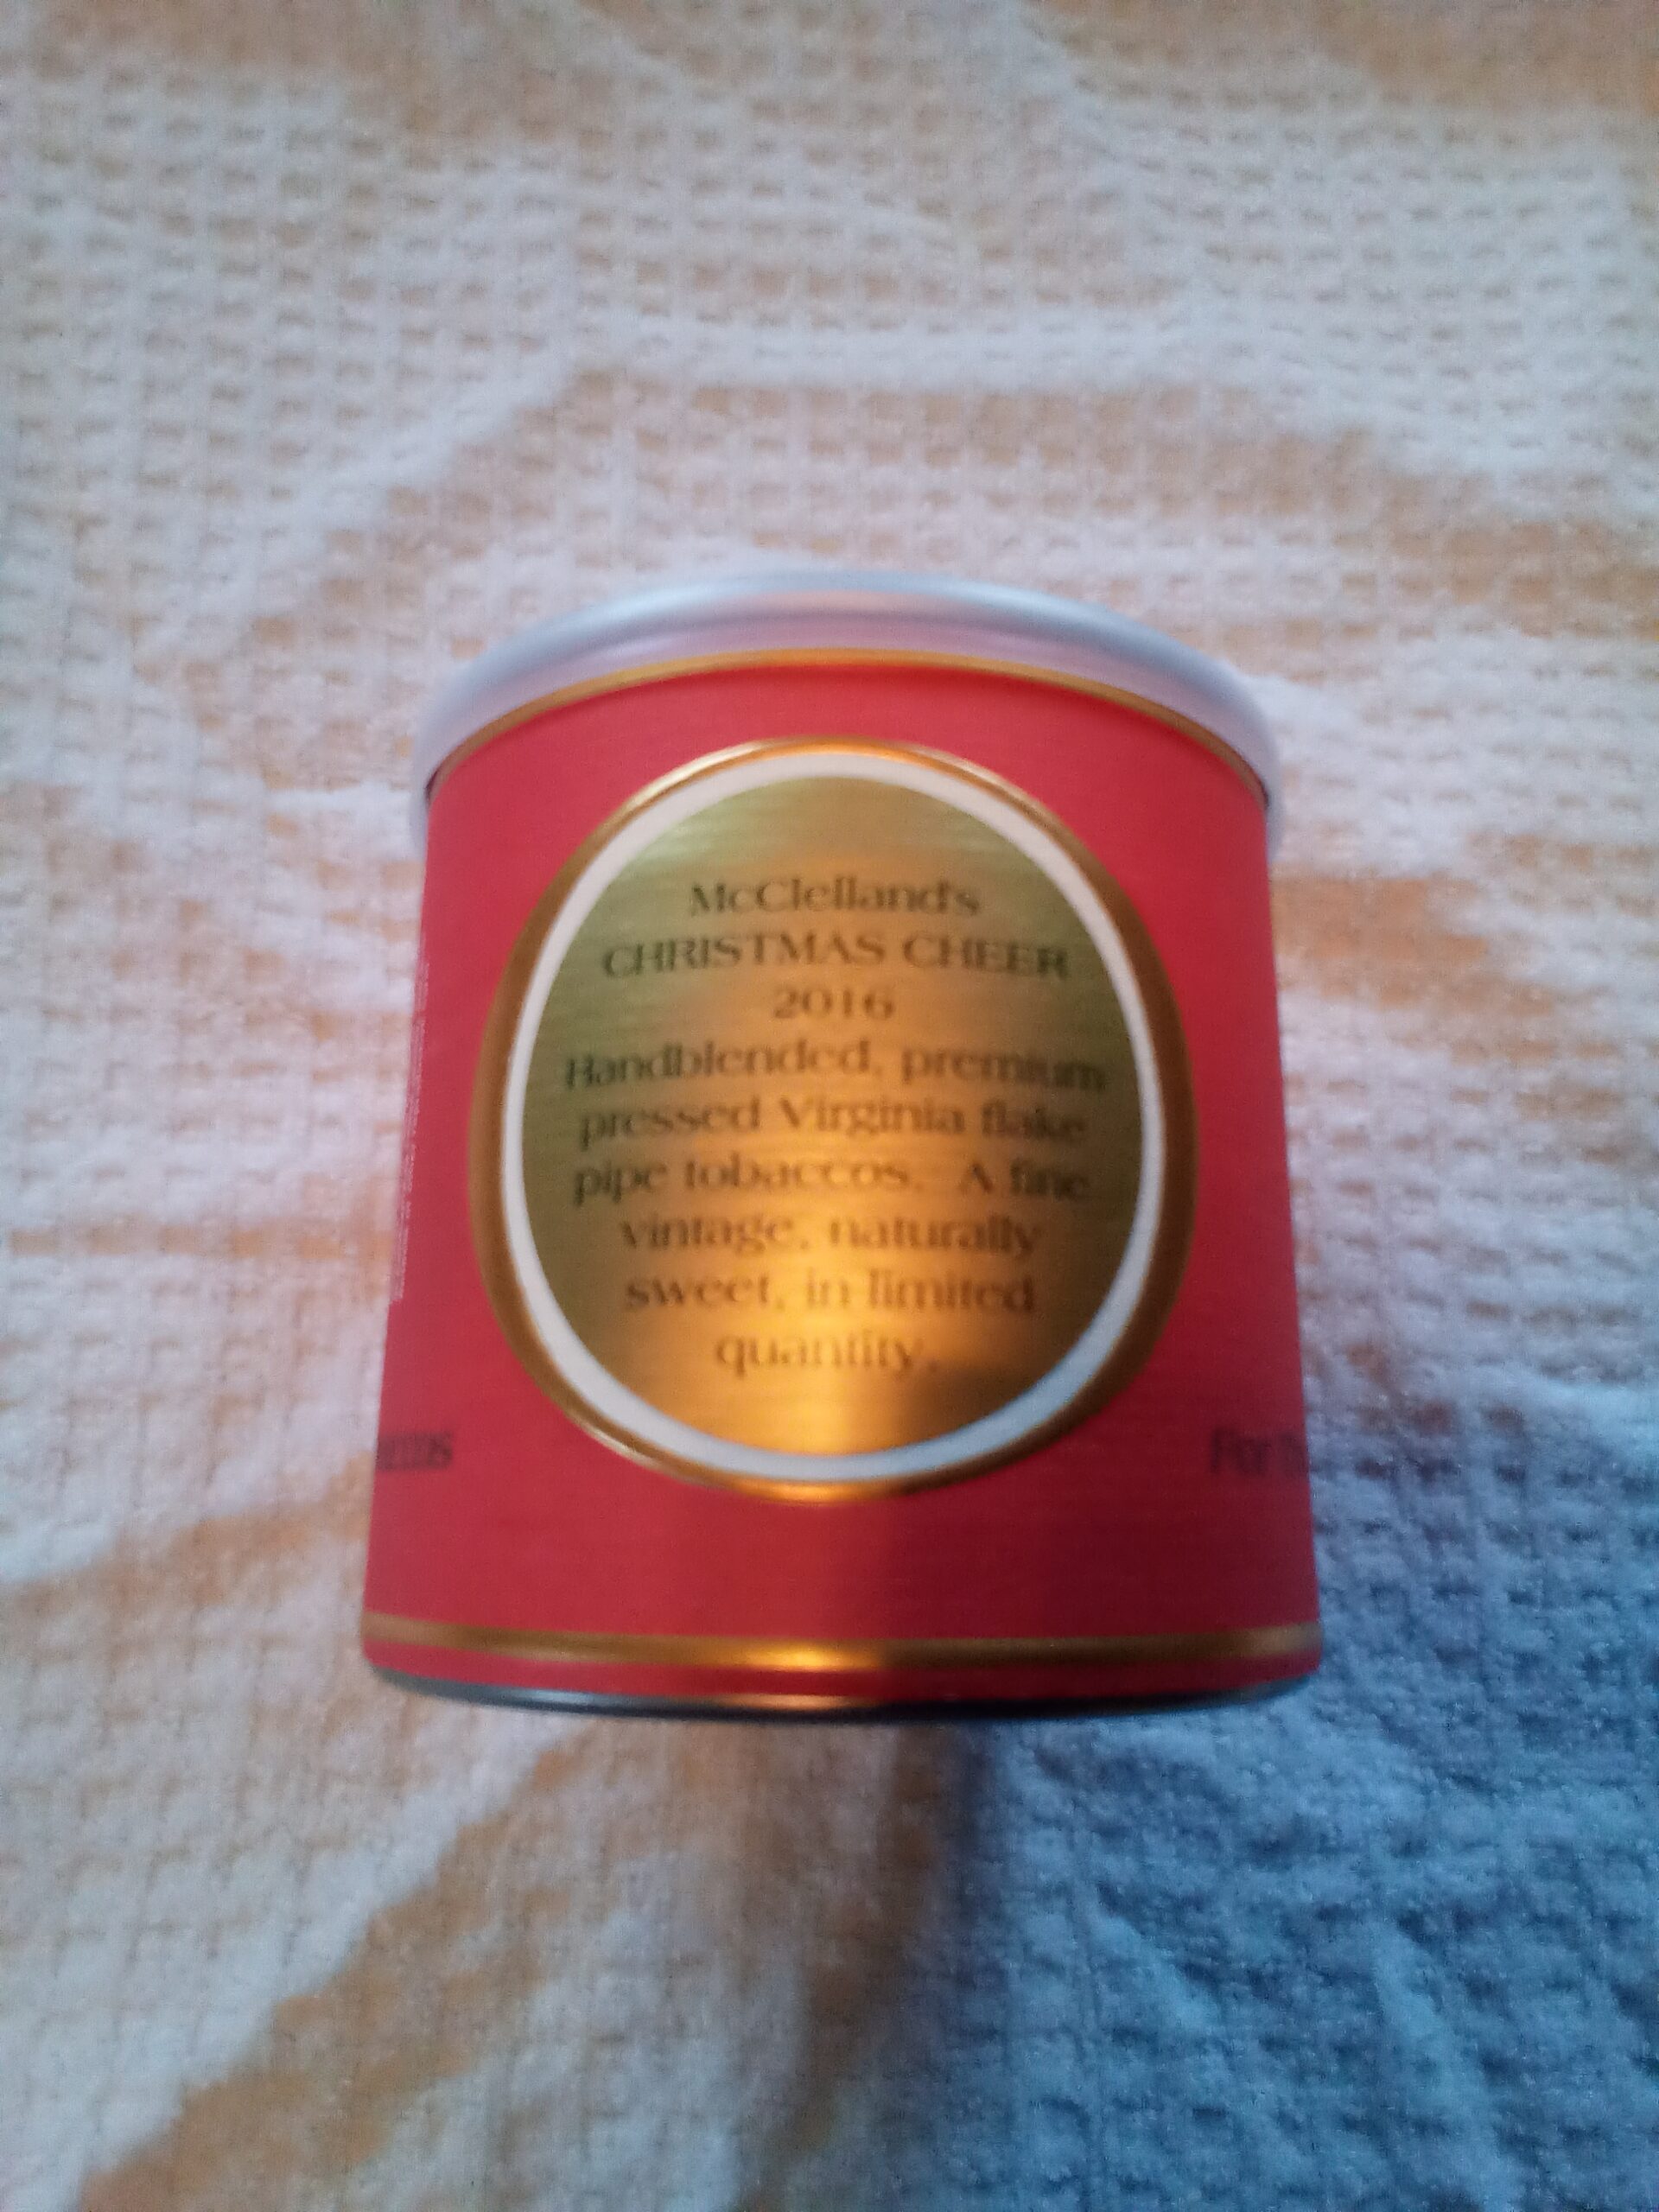 McClelland's
CHRISTMAS CHEER
2016
Handblended, premium
pressed Virginia flake
pipe tobaccos. A fine
vintage, naturally
sweet, in limited
quantity.